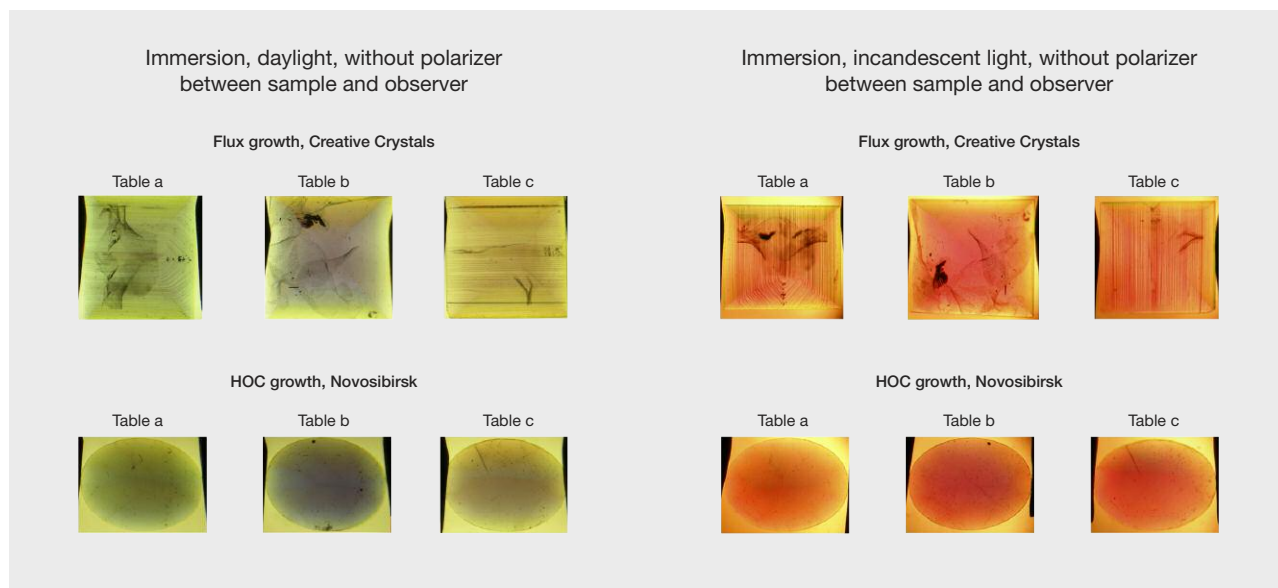 Immersion, daylight, without polarizer
between sample and observer
Flux growth, Creative Crystals
Table a
Table b
Table c
HOC growth, Novosibirsk
Table a
Table b
Table c
Immersion, incandescent light, without polarizer
between sample and observer
Flux growth, Creative Crystals
Table a
Table b
Table c
HOC growth, Novosibirsk
Table a
Table b
Table c